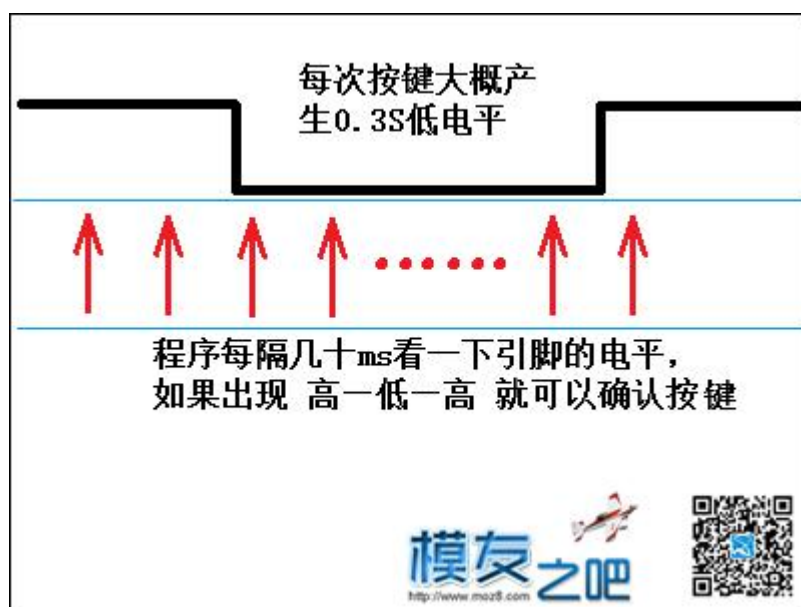 每次按键大概产
生0.3S低电平
程序每隔几十ms看一下引脚的电平，
如果出现 高一低一高 就可以确认按键
模友之吧
http://www.moz8.com